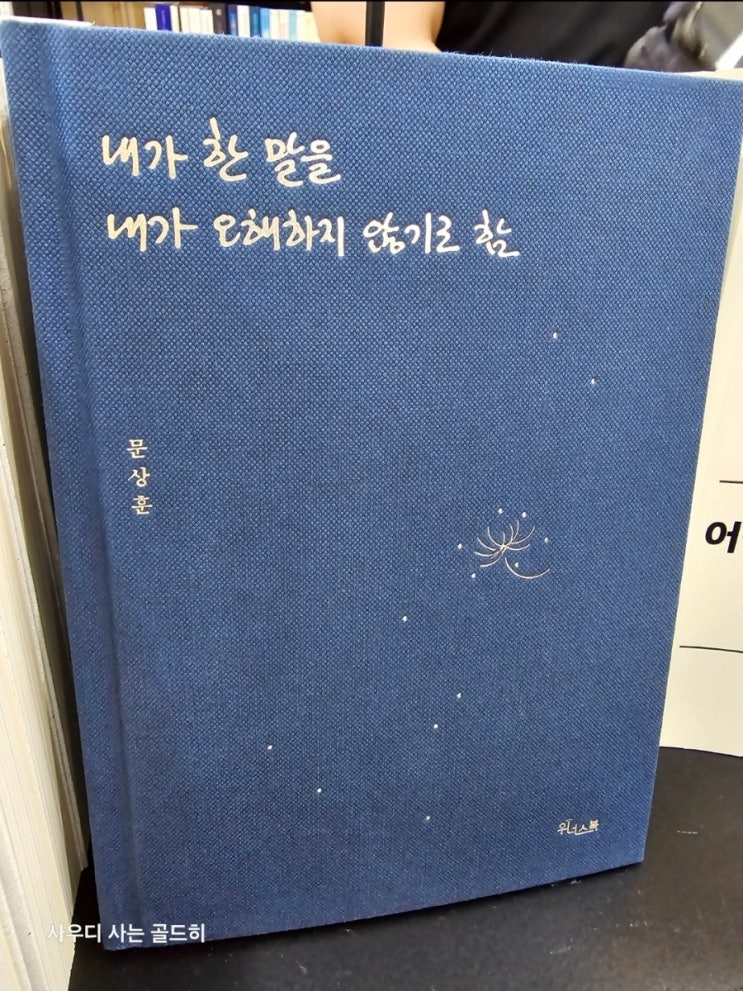 내가 한 말을
내가 오해하지 않기로 함
문상훈
어
위너스북
사우디 사는 골드히